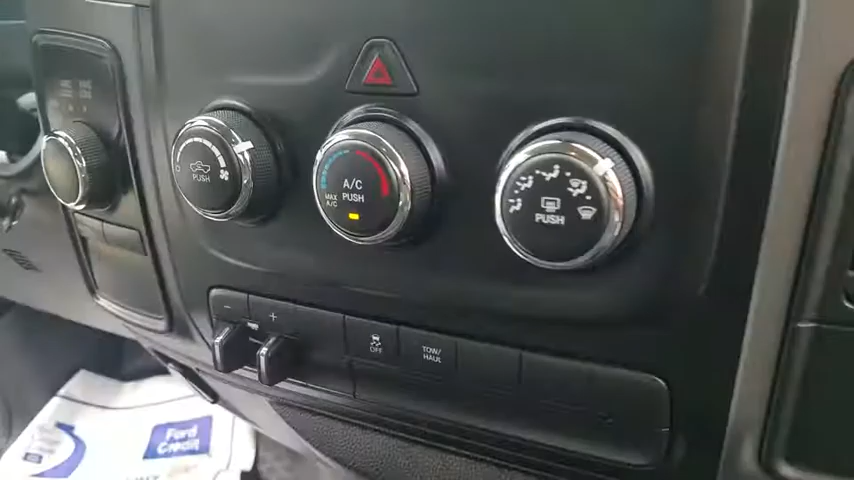 PUSH
A/C
PUSH
MAX
A/C
PUSH
- +
OFF
TOW/
HAUL
Ford
Credit